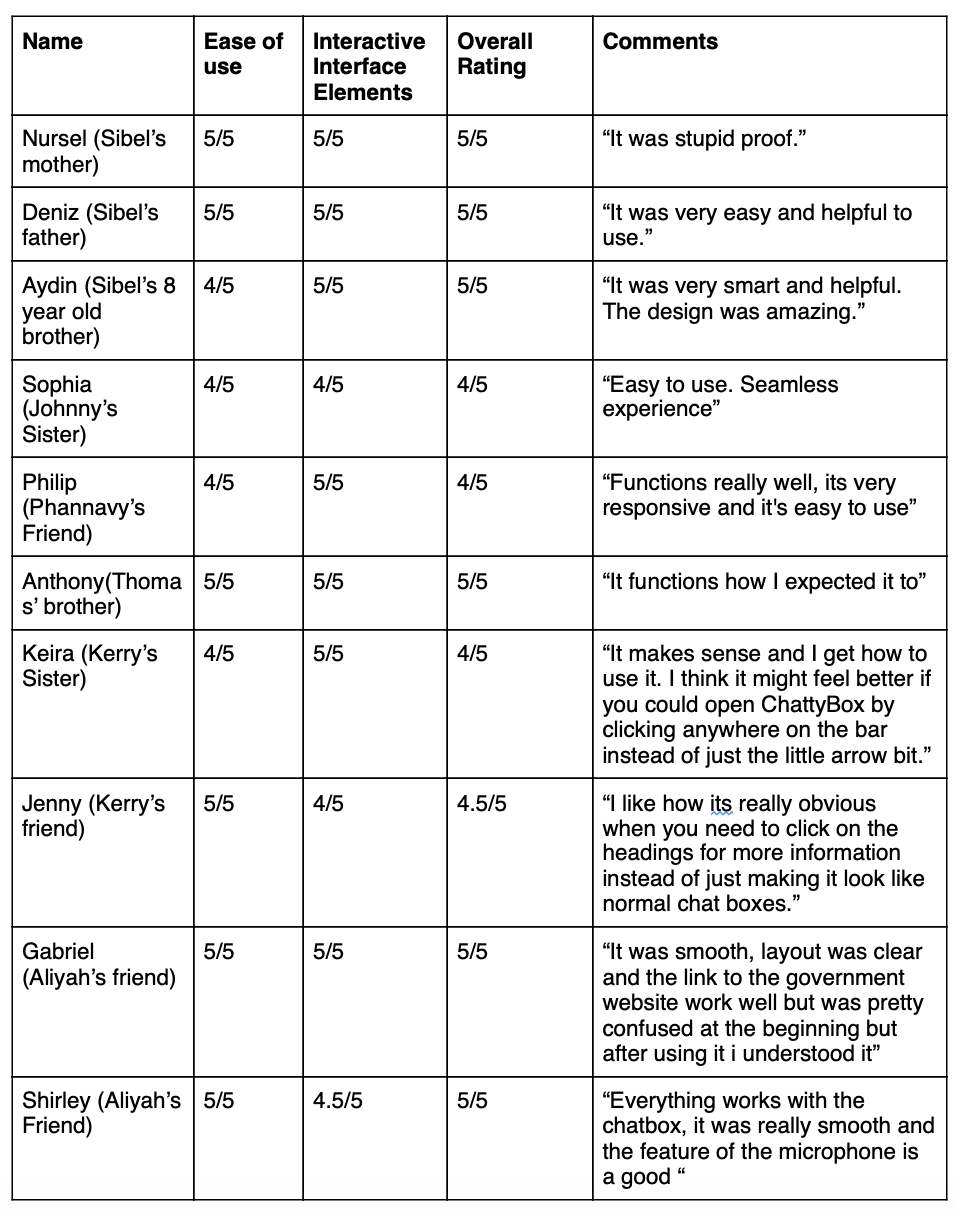 Name
Ease of use
Interactive Interface Elements
Overall Rating
Comments
Nursel (Sibel’s
mother)
5/5
5/5
5/5
“It was stupid proof.”
Deniz (Sibel’s
father)
5/5
5/5
5/5
“It was very easy and helpful to
use.”
Aydin (Sibel’s 8
year old
brother)
4/5
5/5
5/5
“It was very smart and helpful.
The design was amazing.”
Sophia
(Johnny’s
Sister)
4/5
4/5
4/5
“Easy to use. Seamless
experience”
Philip
(Phannavy’s
Friend)
4/5
5/5
4/5
“Functions really well, its very
responsive and it's easy to use”
Anthony(Thoma
s’ brother)
5/5
5/5
5/5
“It functions how I expected it to”
Keira (Kerry’s
Sister)
4/5
5/5
4/5
“It makes sense and I get how to
use it. I think it might feel better if
you could open ChattyBox by
clicking anywhere on the bar
instead of just the little arrow bit.”
Jenny (Kerry’s
friend)
5/5
4/5
4.5/5
“I like how its really obvious
when you need to click on the
headings for more information
instead of just making it look like
normal chat boxes.”
Gabriel
(Aliyah’s friend)
5/5
5/5
5/5
“It was smooth, layout was clear
and the link to the government
website work well but was pretty
confused at the beginning but
after using it i understood it”
Shirley (Aliyah’s
Friend)
5/5
4.5/5
5/5
“Everything works with the
chatbox, it was really smooth and
the feature of the microphone is
a good “